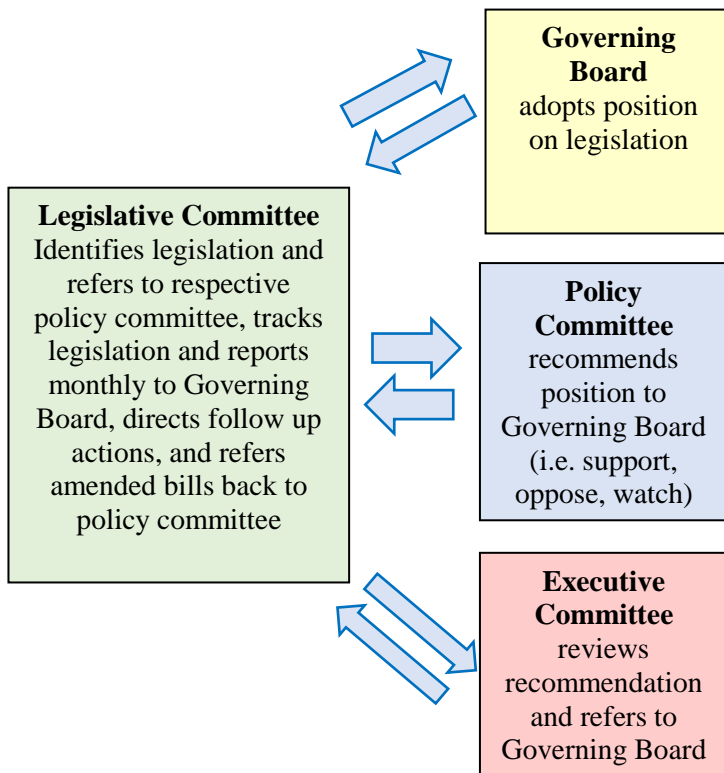 Governing
Board
adopts position
on legislation
Legislative Committee
Identifies legislation and
refers to respective
policy committee, tracks
legislation and reports
monthly to Governing
Board, directs follow up
actions, and refers
amended bills back to
policy committee
Policy
Committee
recommends
position to
Governing Board
(i.e. support,
oppose, watch)
Executive
Committee
reviews
recommendation
and refers to
Governing Board